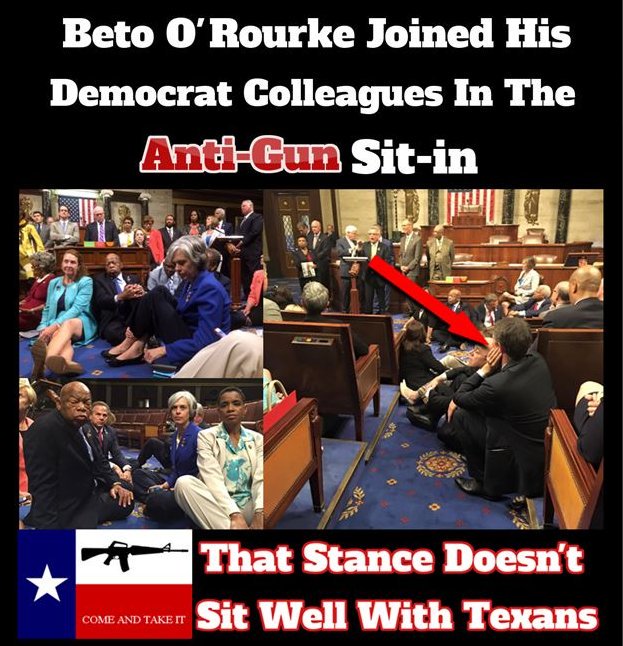 Beto O'Rourke Joined His
Democrat Colleagues In The
Anti-Gun Sit-in
COME AND TAKE IT
That Stance Doesn't
Sit Well With Texans